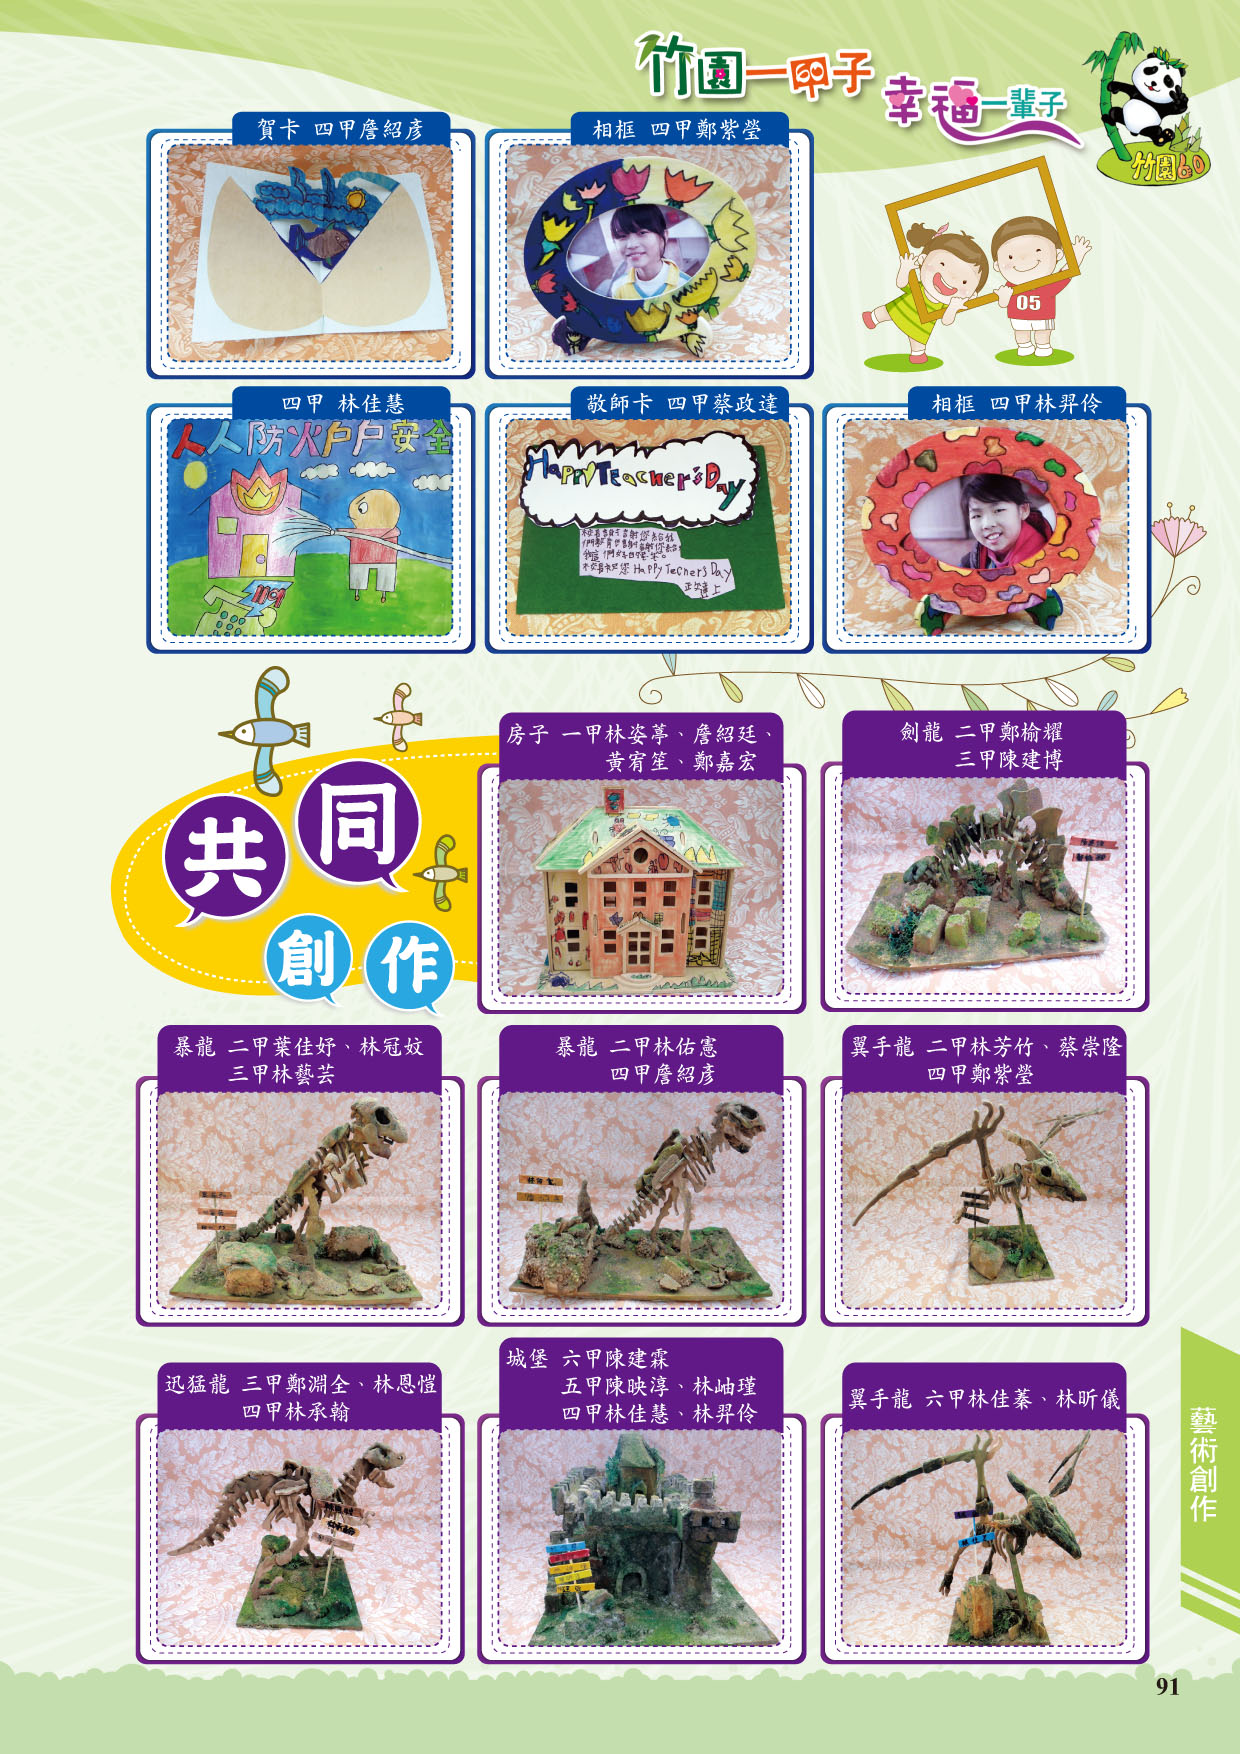 竹園一甲子
幸福一輩子
竹園60
賀卡 四甲詹紹彥
相框 四甲鄭紫瑩
05
四甲 林佳慧
人人防火戶戶安全
119
敬師卡 四甲蔡政達
Happy Teacher's Day
Happy Techer's Day
相框 四甲林羿伶
共同
創作
房子 一甲林姿葶、詹紹廷、
黃宥笙、鄭嘉宏
劍龍 二甲鄭榆耀
三甲陳建博
暴龍 二甲葉佳妤、林冠妏
三甲林藝芸
暴龍 二甲林佑憲
四甲詹紹彥
翼手龍 二甲林芳竹、蔡崇隆
四甲鄭紫瑩
迅猛龍 三甲鄭淵全、林恩愷
四甲林承翰
城堡 六甲陳建霖
五甲陳映淳、林岫瑾
四甲林佳慧、林羿伶
翼手龍 六甲林佳蓁、林昕儀
藝術創作
91